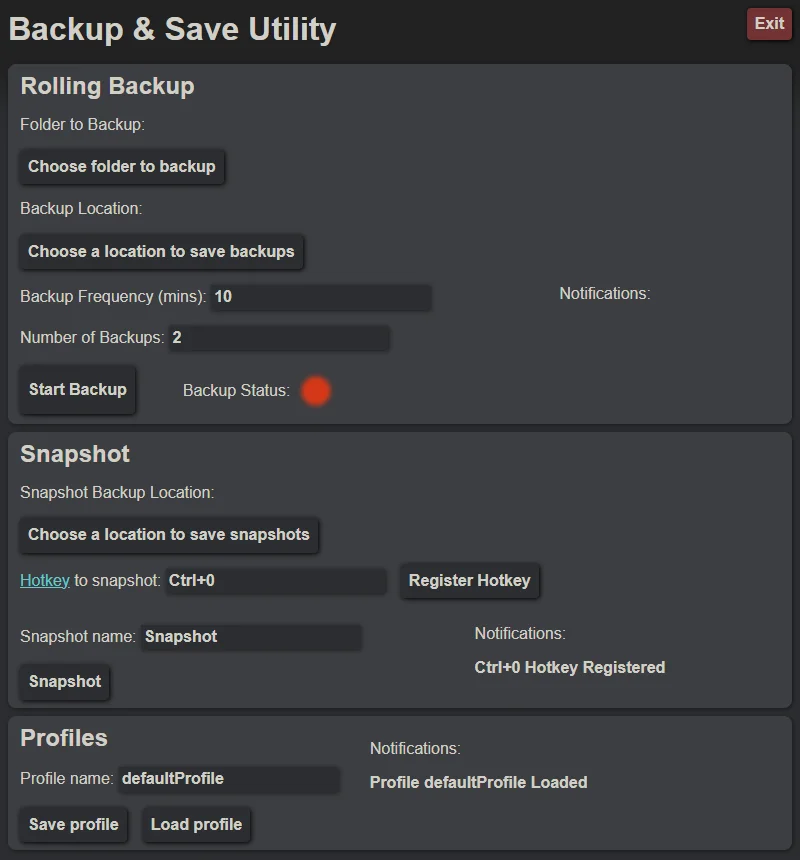 Backup & Save Utility
Exit
Rolling Backup
Folder to Backup:
Choose folder to backup
Backup Location:
Choose a location to save backups
Backup Frequency (mins): 10
Notifications:
Number of Backups: 2
Start Backup
Backup Status:
Snapshot
Snapshot Backup Location:
Choose a location to save snapshots
Hotkey to snapshot: Ctrl+0
Register Hotkey
Snapshot name: Snapshot
Notifications:
Ctrl+0 Hotkey Registered
Snapshot
Profiles
Notifications:
Profile name: defaultProfile
Profile defaultProfile Loaded
Save profile
Load profile